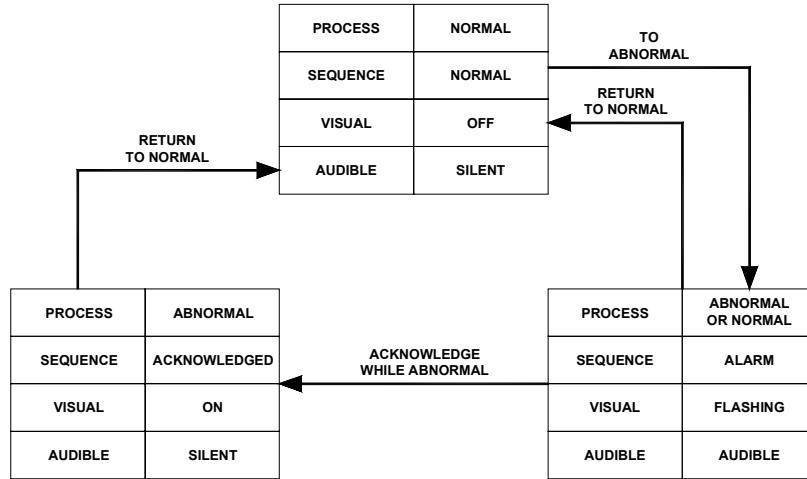 PROCESS NORMAL
SEQUENCE NORMAL
VISUAL OFF
AUDIBLE SILENT
TO
ABNORMAL
RETURN
TO NORMAL
RETURN
TO NORMAL
PROCESS ABNORMAL
SEQUENCE ACKNOWLEDGED
VISUAL ON
AUDIBLE SILENT
ACKNOWLEDGE
WHILE ABNORMAL
PROCESS ABNORMAL
OR NORMAL
SEQUENCE ALARM
VISUAL FLASHING
AUDIBLE AUDIBLE